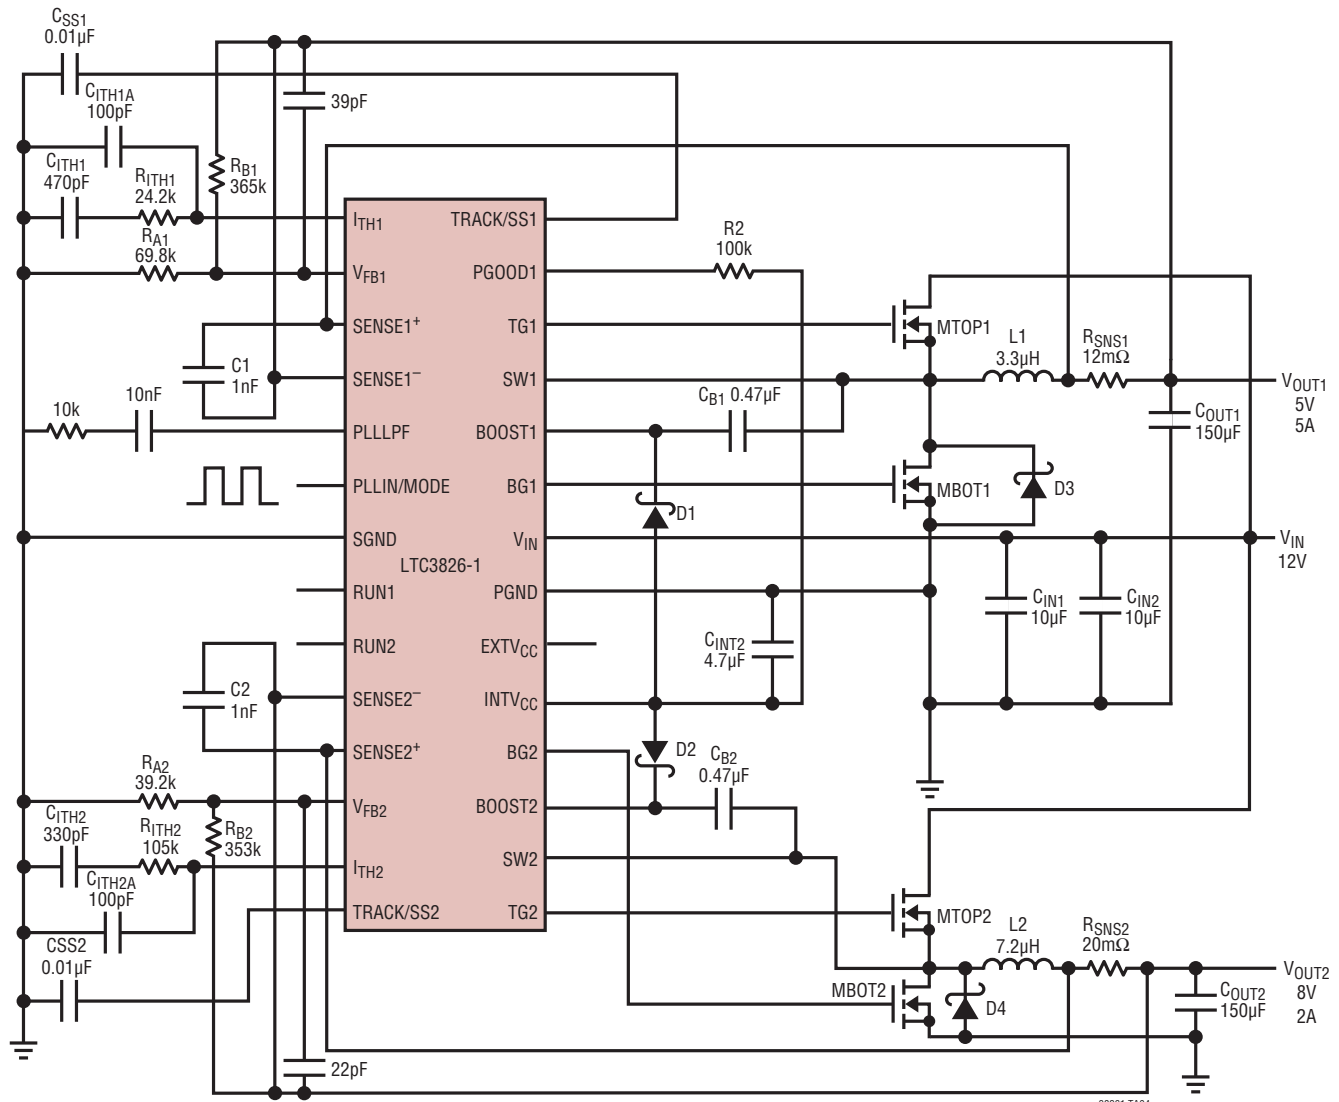 CSS1
0.01µF
CITH1A
100pF
39pF
CITH1
470pF
RITH1
24.2k
RB1
365k
RA1
69.8k
ITH1
TRACK/SS1
R2
100k
VFB1
PGOOD1
SENSE1+
TG1
MTOP1
L1
3.3µH
RSNS1
12mΩ
C1
1nF
SENSE1–
SW1
CB1 0.47µF
VOUT1
5V
5A
COUT1
150µF
10k
10nF
PLLLPF
BOOST1
PLLIN/MODE
BG1
MBOT1
D3
D1
SGND
VIN
VIN
12V
LTC3826-1
RUN1
PGND
CIN1
10µF
CIN2
10µF
RUN2
EXTVCC
CINT2
4.7µF
C2
1nF
SENSE2–
INTVCC
SENSE2+
BG2
D2
CB2
0.47µF
RA2
39.2k
VFB2
BOOST2
CITH2
330pF
RITH2
105k
RB2
353k
ITH2
SW2
CITH2A
100pF
TRACK/SS2
TG2
MTOP2
CSS2
0.01µF
L2
7.2µH
RSNS2
20mΩ
VOUT2
8V
2A
MBOT2
D4
COUT2
150µF
22pF